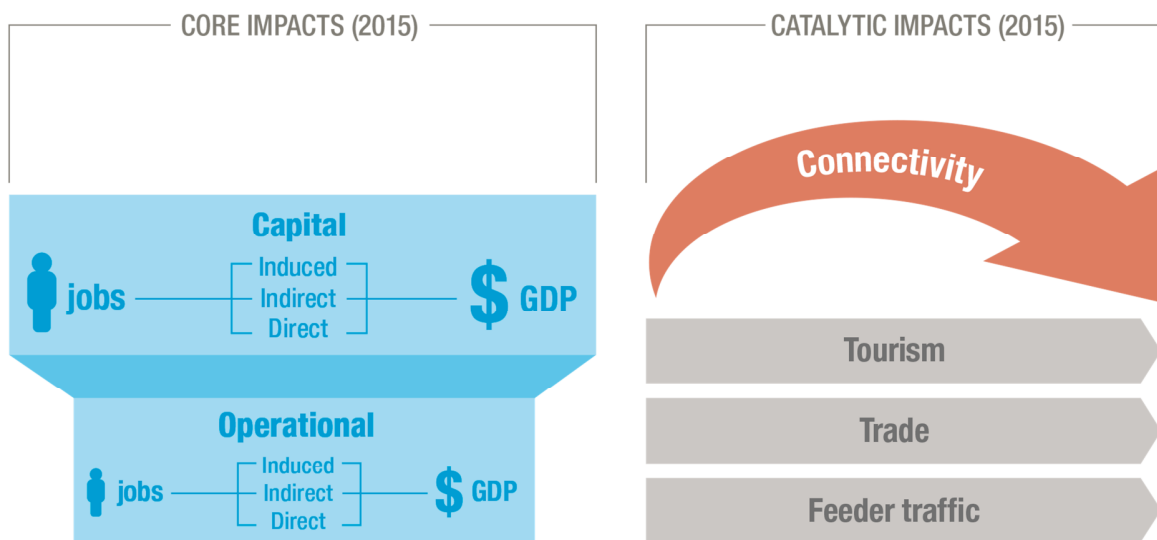 CORE IMPACTS (2015)
Capital
jobs
Induced
Indirect
Direct
$ GDP
Operational
jobs
Induced
Indirect
Direct
$ GDP
CATALYTIC IMPACTS (2015)
Connectivity
Tourism
Trade
Feeder traffic